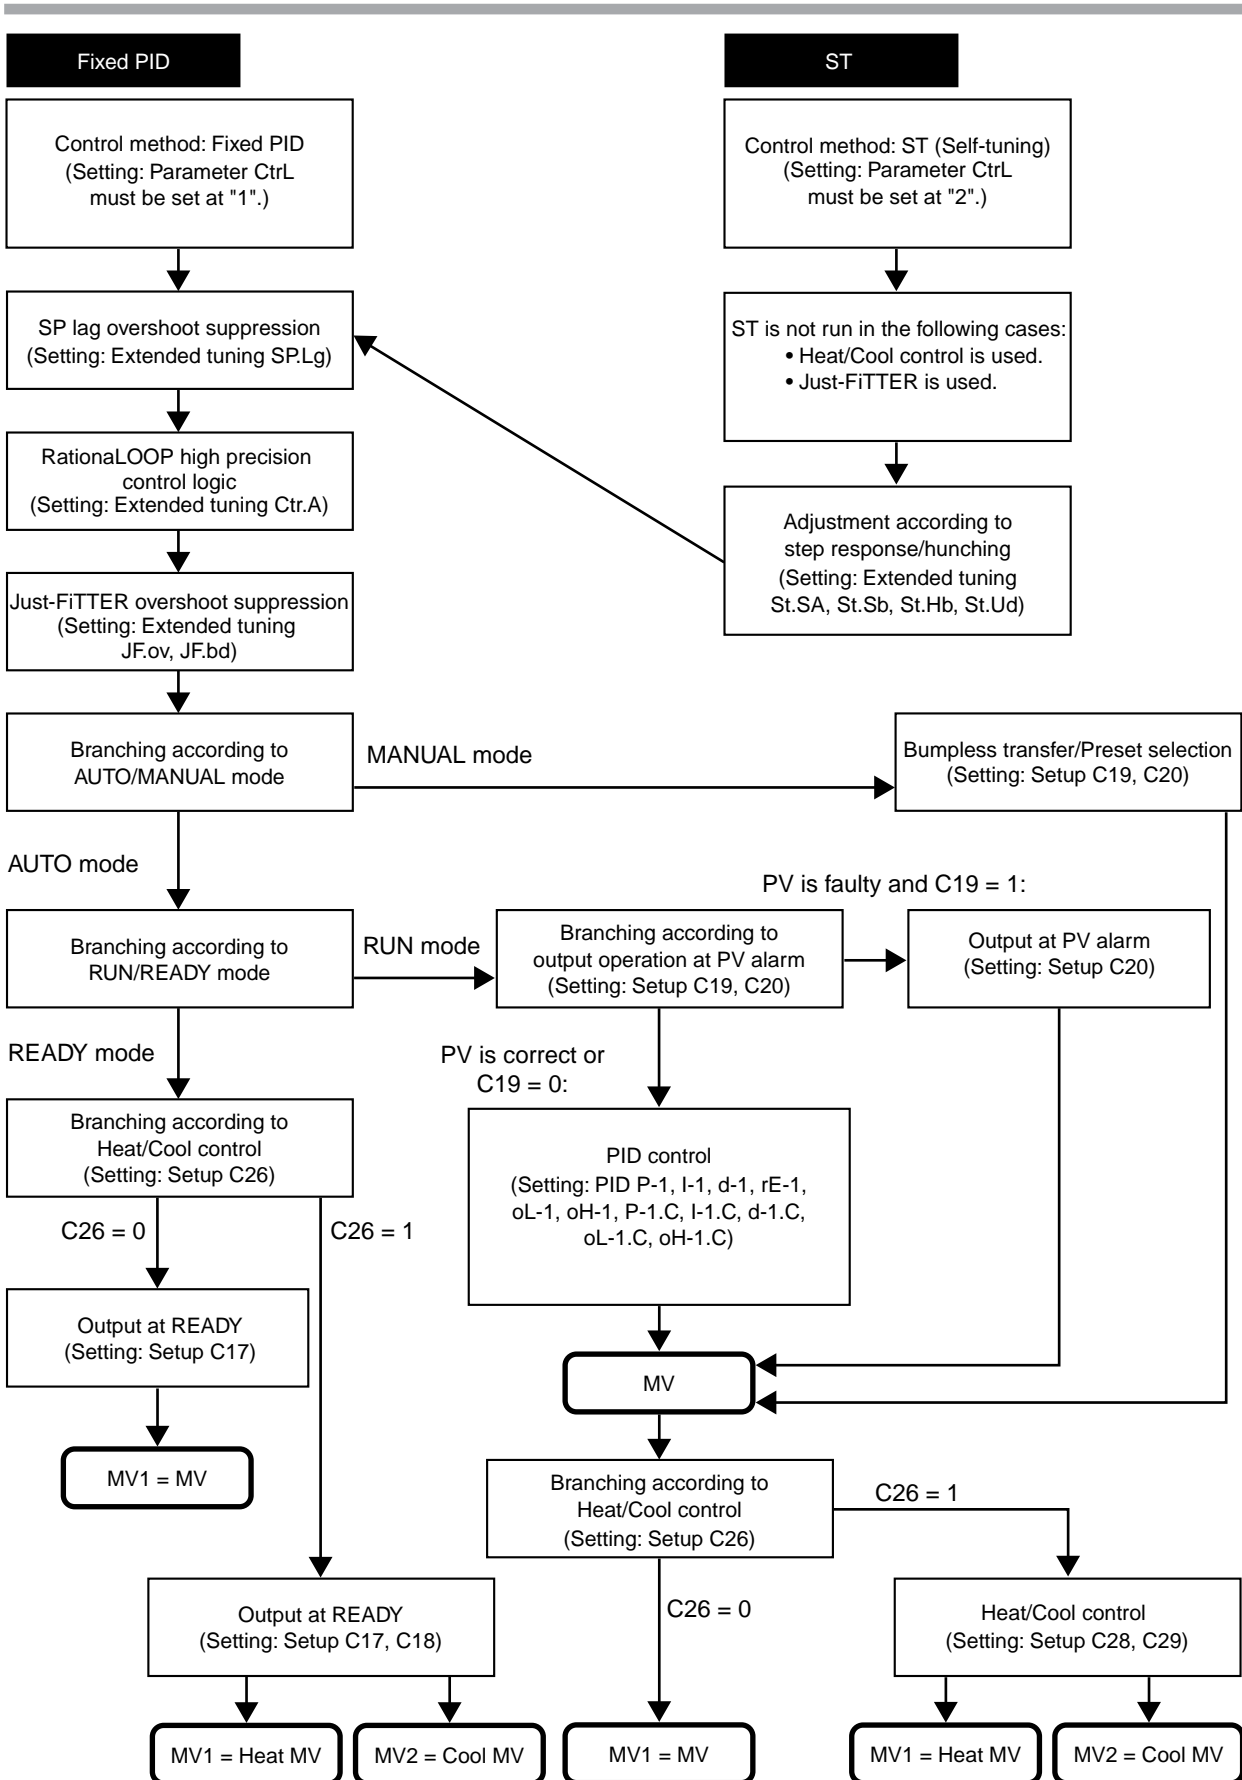 Fixed PID
ST
Control method: Fixed PID
(Setting: Parameter CtrL
must be set at "1".)
Control method: ST (Self-tuning)
(Setting: Parameter CtrL
must be set at "2".)
SP lag overshoot suppression
(Setting: Extended tuning SP.Lg)
ST is not run in the following cases:
• Heat/Cool control is used.
• Just-FiTTER is used.
RationaLOOP high precision
control logic
(Setting: Extended tuning Ctr.A)
Adjustment according to
step response/hunching
(Setting: Extended tuning
St.SA, St.Sb, St.Hb, St.Ud)
Just-FiTTER overshoot suppression
(Setting: Extended tuning
JF.ov, JF.bd)
Branching according to
AUTO/MANUAL mode
MANUAL mode
Bumpless transfer/Preset selection
(Setting: Setup C19, C20)
AUTO mode
PV is faulty and C19 = 1:
Branching according to
RUN/READY mode
RUN mode
Branching according to
output operation at PV alarm
(Setting: Setup C19, C20)
Output at PV alarm
(Setting: Setup C20)
READY mode
PV is correct or
C19 = 0:
Branching according to
Heat/Cool control
(Setting: Setup C26)
PID control
(Setting: PID P-1, I-1, d-1, rE-1,
oL-1, oH-1, P-1.C, I-1.C, d-1.C,
oL-1.C, oH-1.C)
C26 = 0
C26 = 1
Output at READY
(Setting: Setup C17)
MV
MV1 = MV
Branching according to
Heat/Cool control
(Setting: Setup C26)
C26 = 1
Output at READY
(Setting: Setup C17, C18)
C26 = 0
Heat/Cool control
(Setting: Setup C28, C29)
MV1 = Heat MV
MV2 = Cool MV
MV1 = MV
MV1 = Heat MV
MV2 = Cool MV